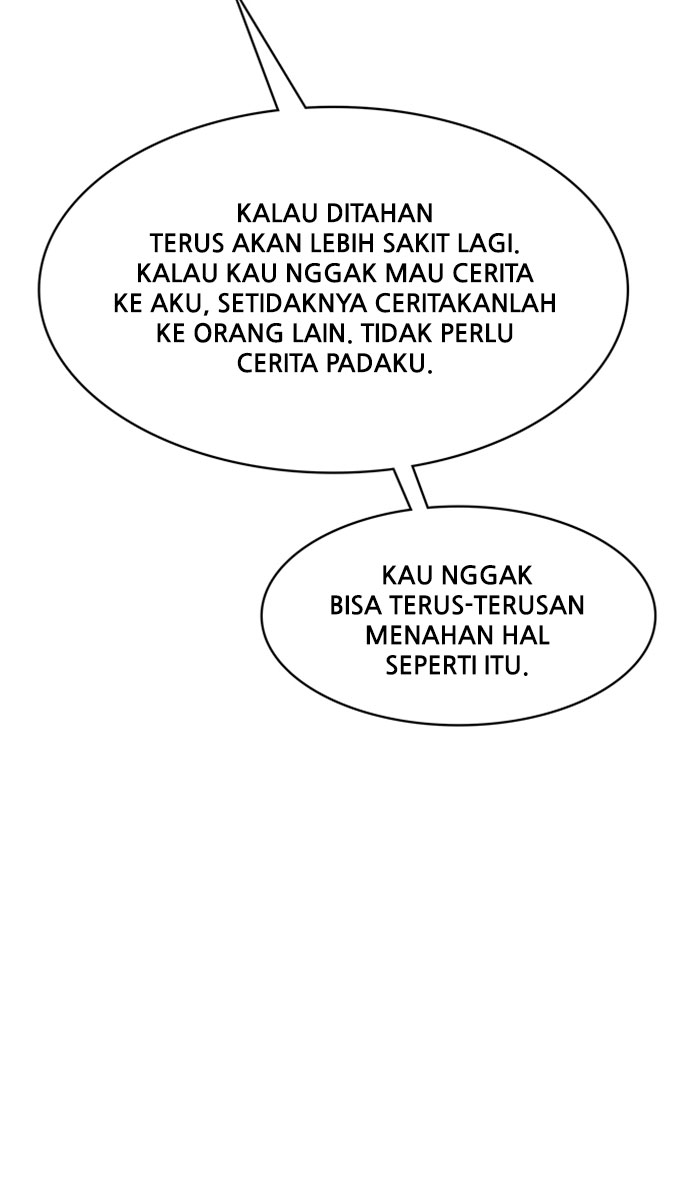 KALAU DITAHAN
TERUS AKAN LEBIH SAKIT LAGI.
KALAU KAU NGGAK MAU CERITA
KE AKU, SETIDAKNYA CERITAKANLAH
KE ORANG LAIN. TIDAK PERLU
CERITA PADAKU.
KAU NGGAK
BISA TERUS-TERUSAN
MENAHAN HAL
SEPERTI ITU.